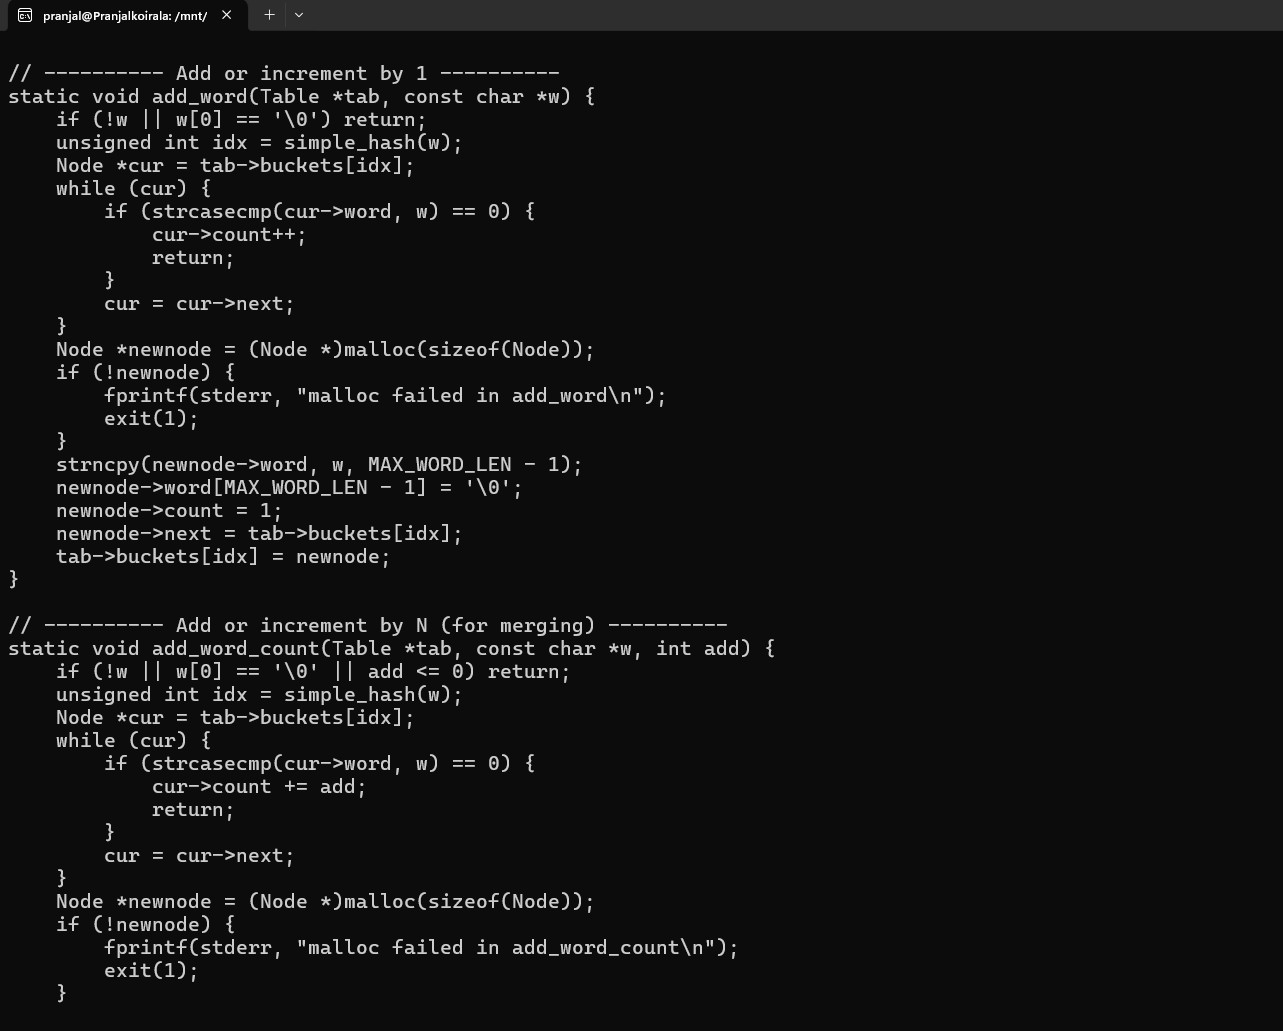 pranjal@Pranjalkoirala: /mnt/
// ---------- Add or increment by 1 ----------
static void add_word(Table *tab, const char *w) {
    if (!w || w[0] == '\0') return;
    unsigned int idx = simple_hash(w);
    Node *cur = tab->buckets[idx];
    while (cur) {
        if (strcasecmp(cur->word, w) == 0) {
            cur->count++;
            return;
        }
        cur = cur->next;
    }
    Node *newnode = (Node *)malloc(sizeof(Node));
    if (!newnode) {
        fprintf(stderr, "malloc failed in add_word\n");
        exit(1);
    }
    strncpy(newnode->word, w, MAX_WORD_LEN - 1);
    newnode->word[MAX_WORD_LEN - 1] = '\0';
    newnode->count = 1;
    newnode->next = tab->buckets[idx];
    tab->buckets[idx] = newnode;
}
// ---------- Add or increment by N (for merging) ----------
static void add_word_count(Table *tab, const char *w, int add) {
    if (!w || w[0] == '\0' || add <= 0) return;
    unsigned int idx = simple_hash(w);
    Node *cur = tab->buckets[idx];
    while (cur) {
        if (strcasecmp(cur->word, w) == 0) {
            cur->count += add;
            return;
        }
        cur = cur->next;
    }
    Node *newnode = (Node *)malloc(sizeof(Node));
    if (!newnode) {
        fprintf(stderr, "malloc failed in add_word_count\n");
        exit(1);
    }